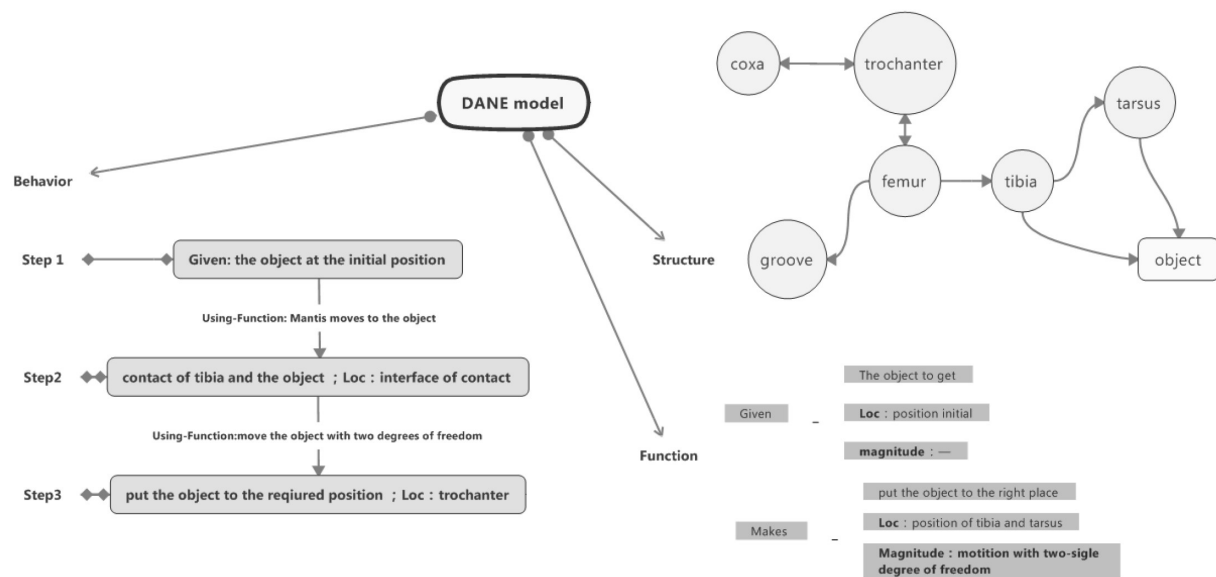 DANE model
Behavior
Step 1
Given: the object at the initial position
Using-Function: Mantis moves to the object
Step2
contact of tibia and the object ；Loc：interface of contact
Using-Function:move the object with two degrees of freedom
Step3
put the object to the reqiured position ；Loc：trochanter
Structure
coxa
trochanter
tarsus
femur
tibia
groove
object
Function
Given
–
The object to get
Loc：position initial
magnitude：—
Makes
–
put the object to the right place
Loc：position of tibia and tarsus
Magnitude：motition with two-sigle
degree of freedom